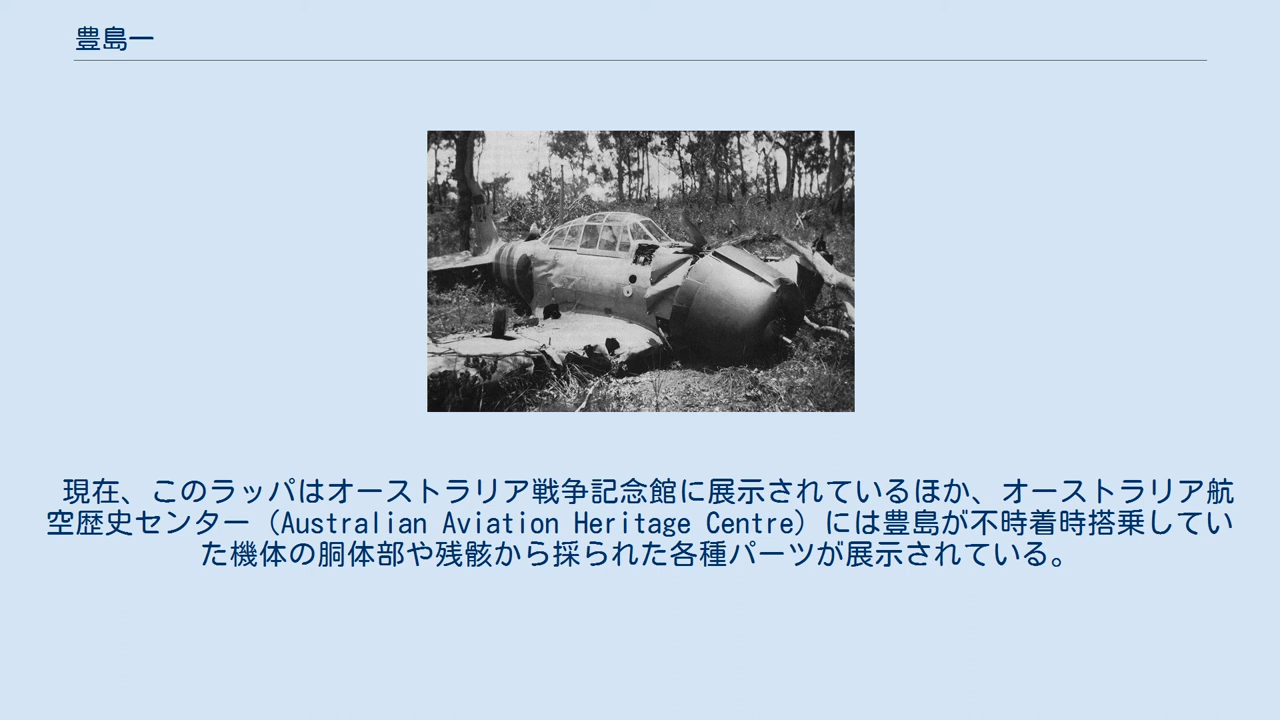 豊島一
現在、このラッパはオーストラリア戦争記念館に展示されているほか、オーストラリア航
空歴史センター（Australian Aviation Heritage Centre）には豊島が不時着時搭乗してい
た機体の胴体部や残骸から採られた各種パーツが展示されている。